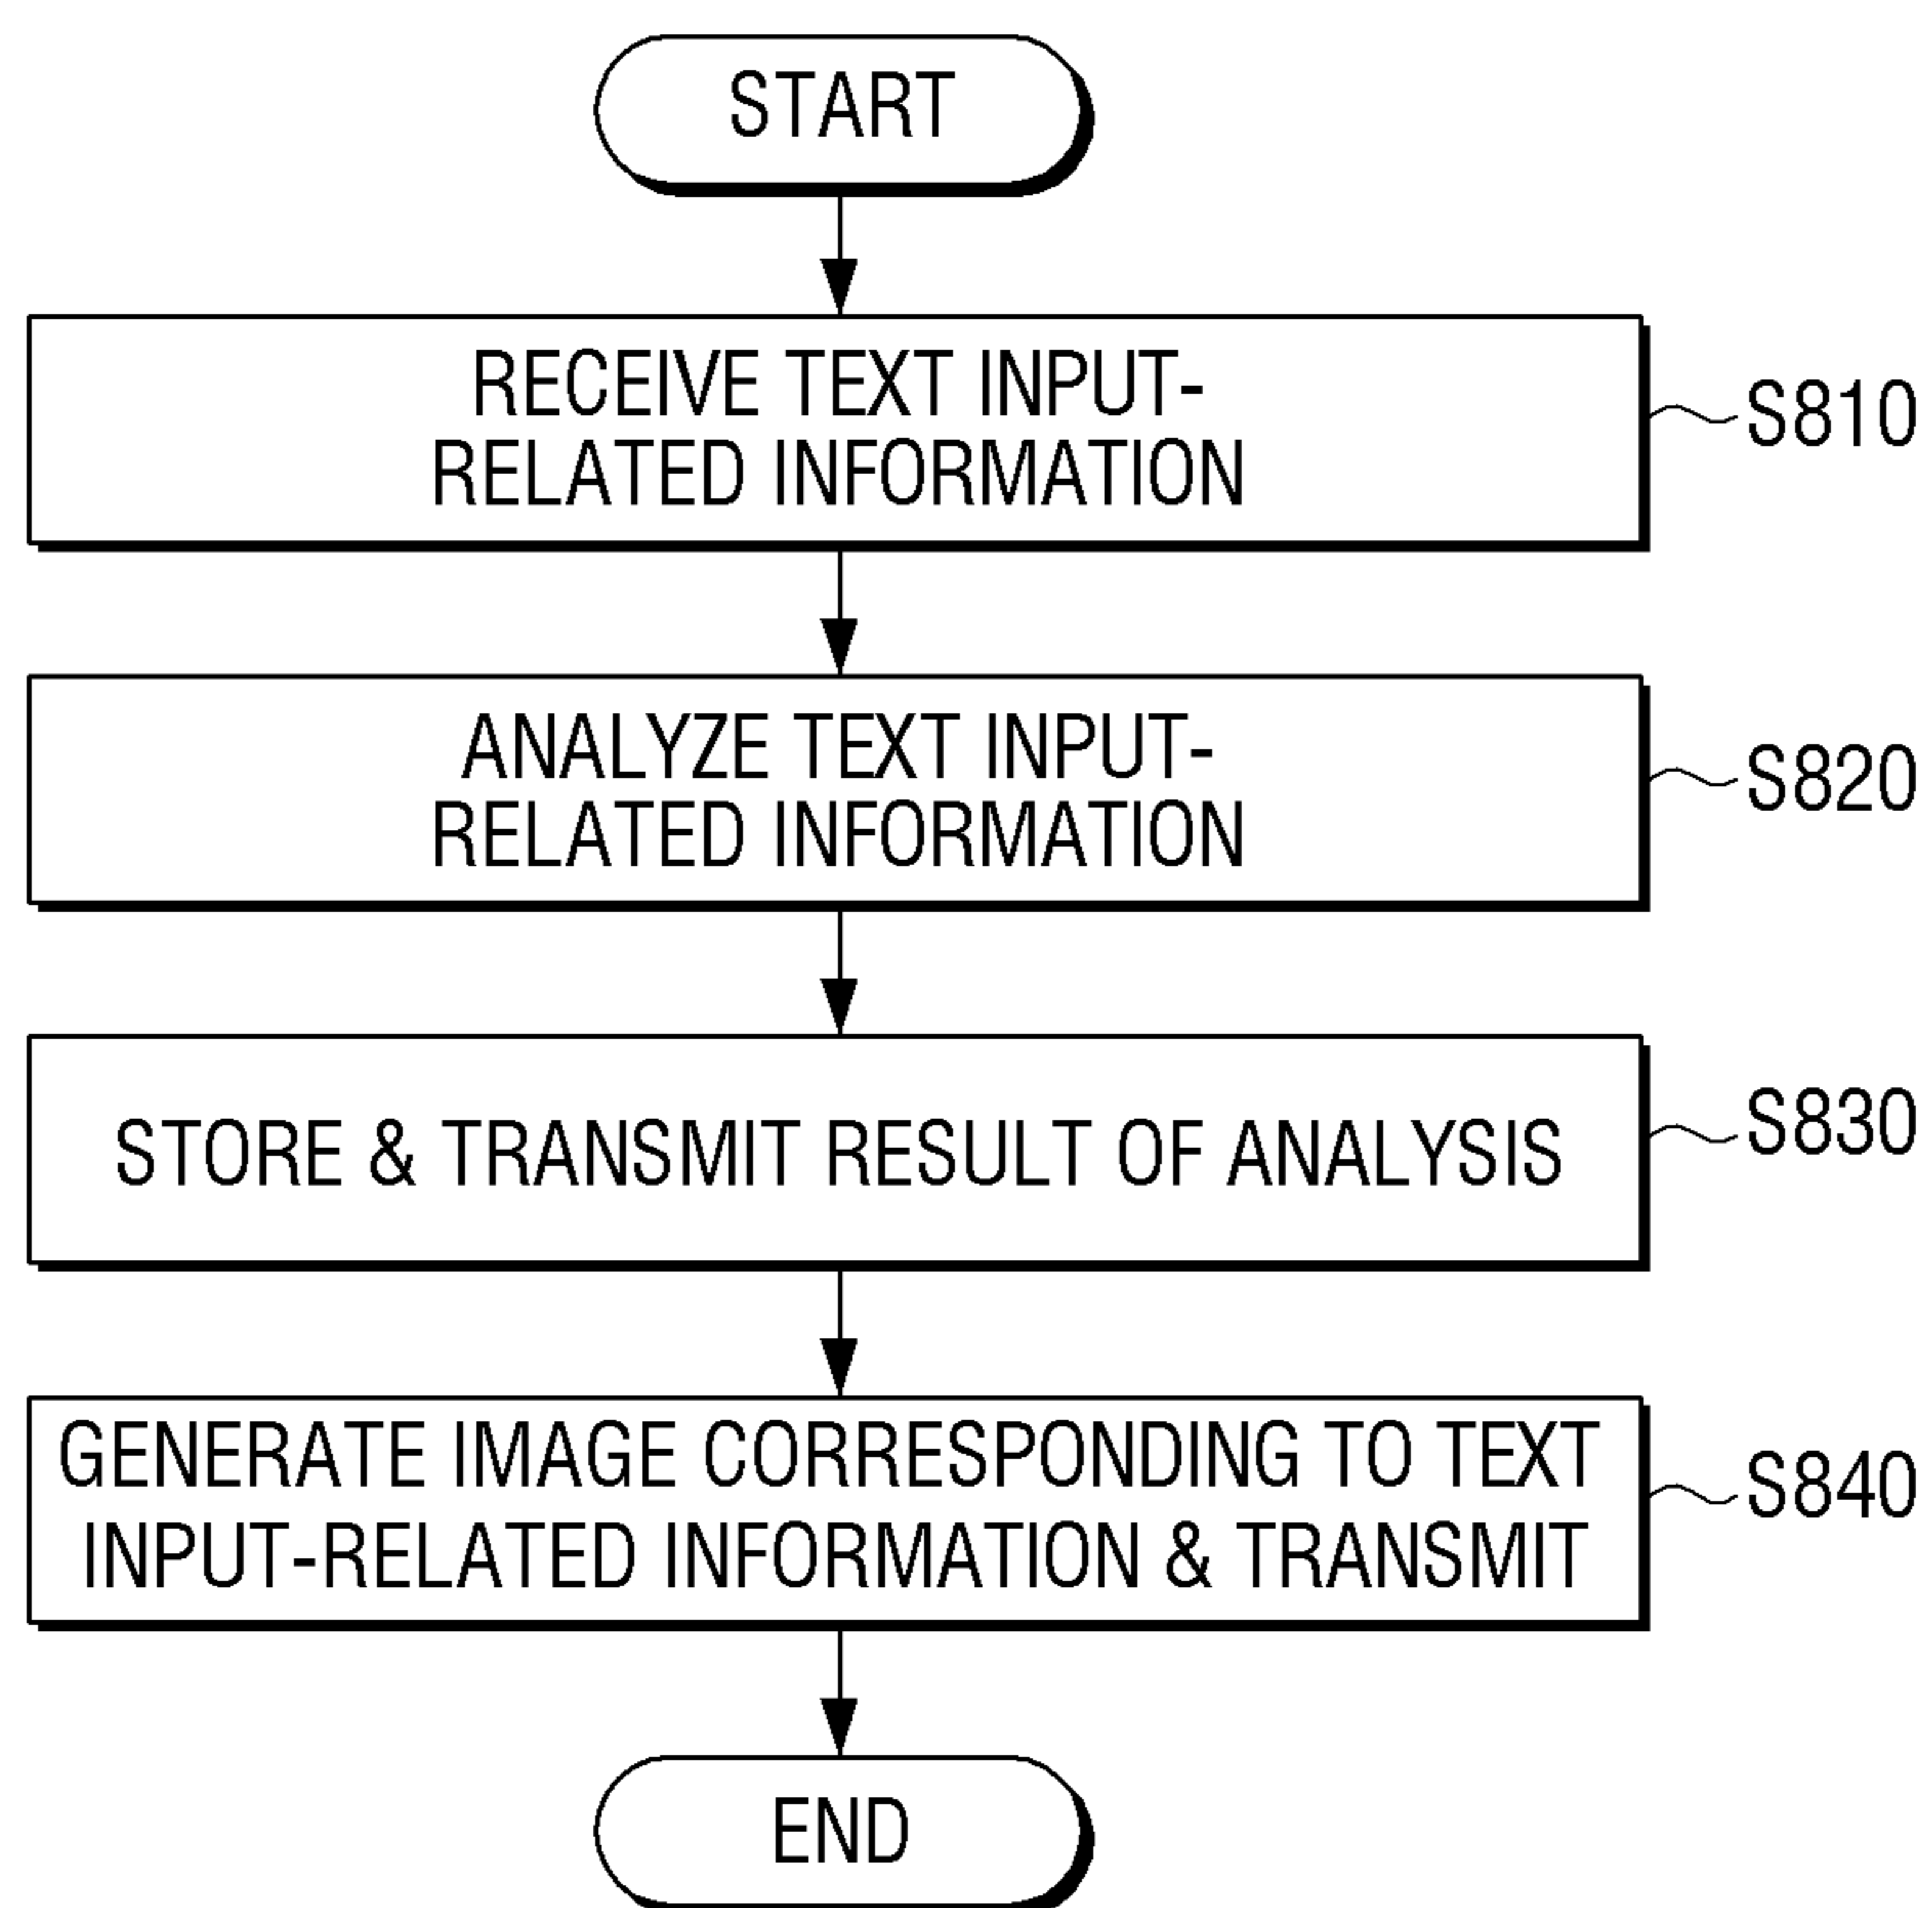 START
RECEIVE TEXT INPUT-
RELATED INFORMATION
S810
ANALYZE TEXT INPUT-
RELATED INFORMATION
S820
STORE & TRANSMIT RESULT OF ANALYSIS
S830
GENERATE IMAGE CORRESPONDING TO TEXT
INPUT-RELATED INFORMATION & TRANSMIT
S840
END